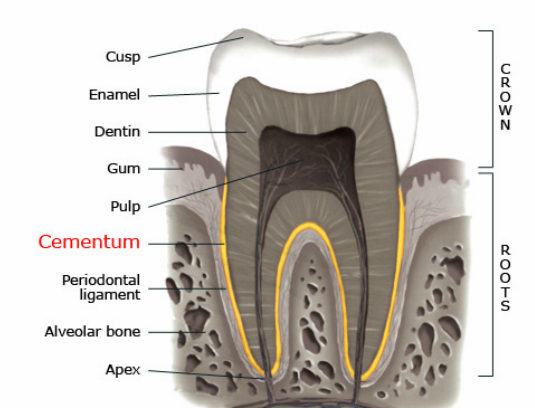 Cusp
Enamel
Dentin
Gum
Pulp
Cementum
Periodontal
ligament
Alveolar bone
Apex
CROWN
ROOTS